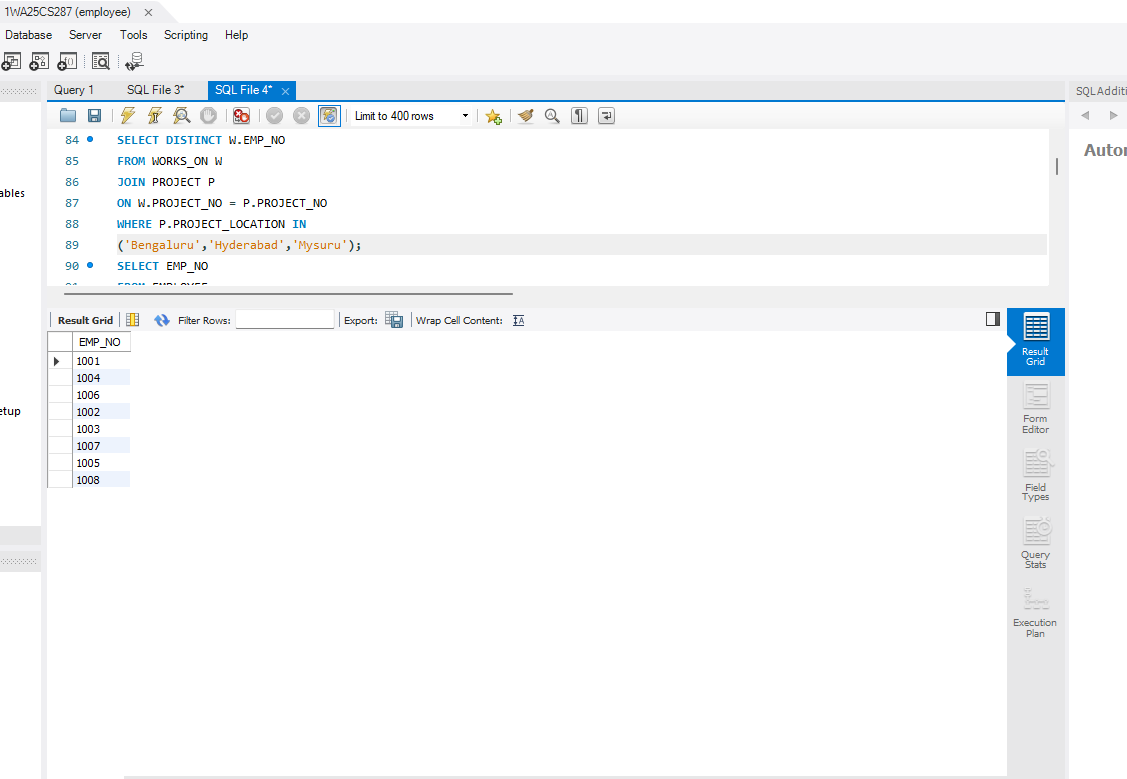 1WA25CS287 (employee)
Database Server Tools Scripting Help
Query 1 SQL File 3* SQL File 4*
SQLAdditi
Limit to 400 rows
Autor
ables
etup
84 SELECT DISTINCT W.EMP_NO
85 FROM WORKS_ON W
86 JOIN PROJECT P
87 ON W.PROJECT_NO = P.PROJECT_NO
88 WHERE P.PROJECT_LOCATION IN
89 ('Bengaluru','Hyderabad','Mysuru');
90 SELECT EMP_NO
Result Grid Filter Rows: Export: Wrap Cell Content:
EMP_NO
1001
1004
1006
1002
1003
1007
1005
1008
Result
Grid
Form
Editor
Field
Types
Query
Stats
Execution
Plan